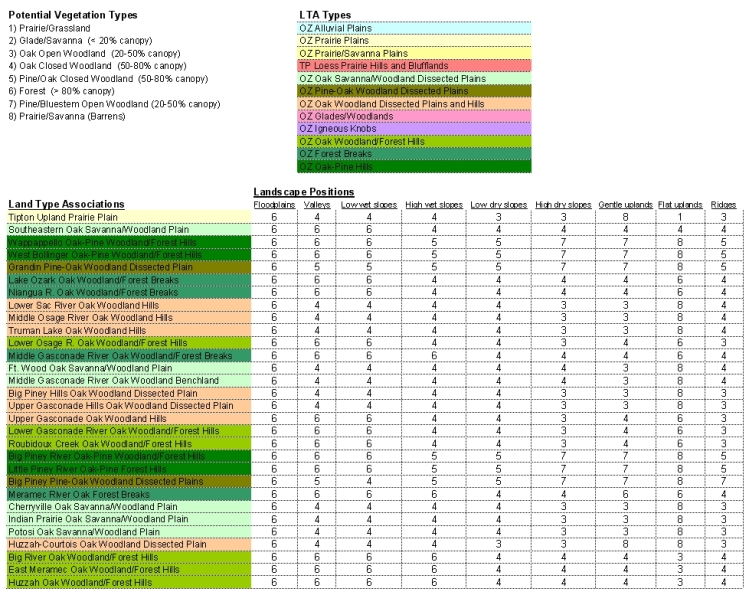 Potential Vegetation Types
1) Prairie/Grassland
2) Glade/Savanna (< 20% canopy)
3) Oak Open Woodland (20-50% canopy)
4) Oak Closed Woodland (50-80% canopy)
5) Pine/Oak Closed Woodland (50-80% canopy)
6) Forest (> 80% canopy)
7) Pine/Bluestem Open Woodland (20-50% canopy)
8) Prairie/Savanna (Barrens)
LTA Types
OZ Alluvial Plains
OZ Prairie Plains
OZ Prairie/Savanna Plains
TP Loess Prairie Hills and Blufflands
OZ Oak Savanna/Woodland Dissected Plains
OZ Pine-Oak Woodland Dissected Plains
OZ Oak Woodland Dissected Plains and Hills
OZ Glades/Woodlands
OZ Igneous Knobs
OZ Oak Woodland/Forest Hills
OZ Forest Breaks
OZ Oak-Pine Hills
Landscape Positions
Land Type Associations Floodplains Valleys Low wet slopes High wet slopes Low dry slopes High dry slopes Gentle uplands Flat uplands Ridges
Tipton Upland Prairie Plain 6 4 4 4 3 3 8 1 3
Southeastern Oak Savanna/Woodland Plain 6 6 6 4 4 4 4 4 4
Wappappello Oak-Pine Woodland/Forest Hills 6 6 6 5 5 7 7 8 5
West Bollinger Oak-Pine Woodland/Forest Hills 6 6 6 5 5 7 7 8 5
Grandin Pine-Oak Woodland Dissected Plain 6 5 5 5 5 7 7 8 5
Lake Ozark Oak Woodland/Forest Breaks 6 6 6 4 4 4 4 6 4
Niangua R. Oak Woodland/Forest Breaks 6 6 6 4 4 4 4 6 4
Lower Sac River Oak Woodland Hills 6 4 4 4 4 3 3 8 4
Middle Osage River Oak Woodland Hills 6 4 4 4 4 3 3 8 4
Truman Lake Oak Woodland Hills 6 4 4 4 4 3 3 8 4
Lower Osage R. Oak Woodland/Forest Hills 6 6 6 4 4 3 4 6 3
Middle Gasconade River Oak Woodland/Forest Breaks 6 6 6 6 4 4 4 6 4
Ft. Wood Oak Savanna/Woodland Plain 6 4 4 4 4 4 3 8 4
Middle Gasconade River Oak Woodland Benchland 6 4 4 4 4 4 3 8 4
Big Piney Hills Oak Woodland Dissected Plain 6 4 4 4 4 3 3 8 3
Upper Gasconade Hills Oak Woodland Dissected Plain 6 4 4 4 4 3 3 8 3
Upper Gasconade Oak Woodland Hills 6 6 6 4 4 3 4 6 3
Lower Gasconade River Oak Woodland/Forest Hills 6 6 6 4 4 3 4 6 3
Roubidoux Creek Oak Woodland/Forest Hills 6 6 6 4 4 3 4 6 3
Big Piney River Oak-Pine Woodland/Forest Hills 6 6 6 5 5 7 7 8 5
Little Piney River Oak-Pine Forest Hills 6 6 6 5 5 7 7 8 5
Big Piney Pine-Oak Woodland Dissected Plain 6 5 4 5 5 7 7 8 7
Meramec River Oak Forest Breaks 6 6 6 6 4 4 6 6 4
Cherryville Oak Savanna/Woodland Plain 6 4 4 4 4 3 3 8 3
Indian Prairie Oak Savanna/Woodland Plain 6 4 4 4 4 3 3 8 3
Potosi Oak Savanna/Woodland Plain 6 4 4 4 4 3 3 8 3
Huzzah-Courtois Oak Woodland Dissected Plain 6 4 4 4 3 3 8 8 3
Big River Oak Woodland/Forest Hills 6 6 6 6 4 4 4 3 4
East Meramec Oak Woodland/Forest Hills 6 6 6 6 4 4 4 3 4
Huzzah Oak Woodland/Forest Hills 6 6 6 6 4 4 4 3 4